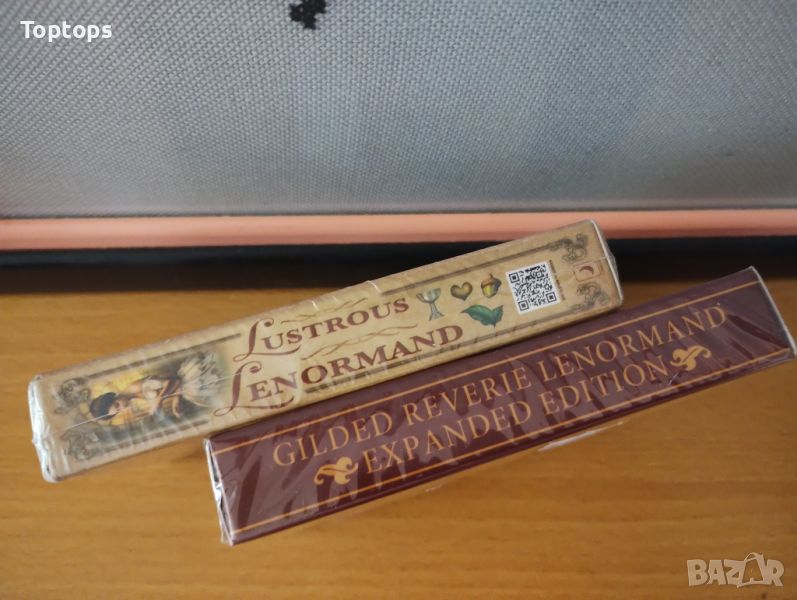 Toptops
LUSTROUS
LENORMAND
GILDED REVERIE LENORMAND
EXPANDED EDITION
BAZAR